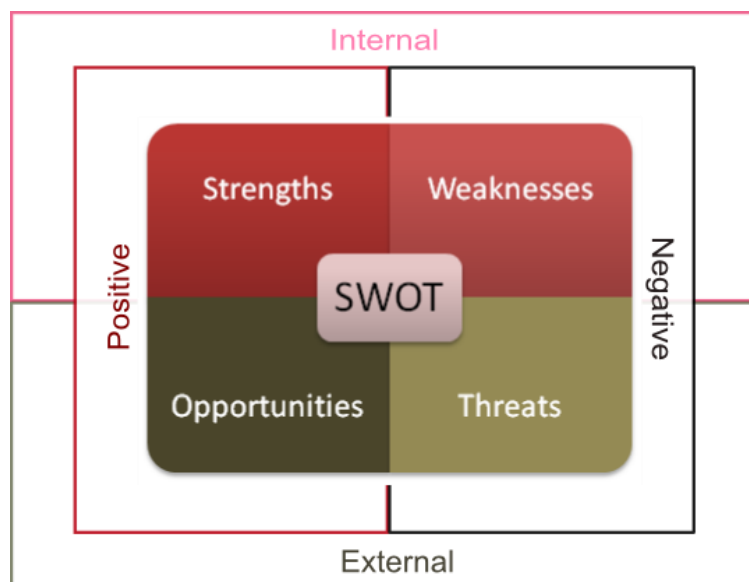 Internal
Strengths
Weaknesses
Positive
SWOT
Negative
Opportunities
Threats
External